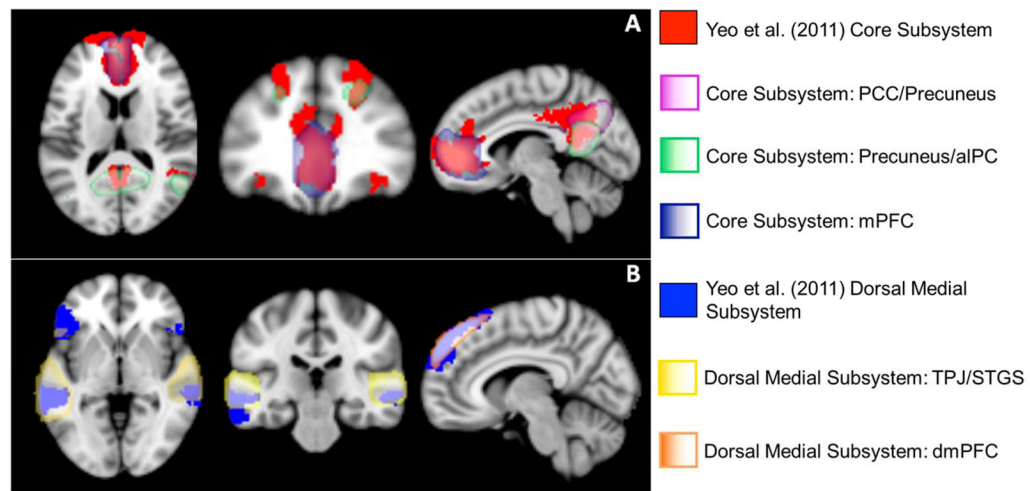 A
Yeo et al. (2011) Core Subsystem
Core Subsystem: PCC/Precuneus
Core Subsystem: Precuneus/aIPC
Core Subsystem: mPFC
B
Yeo et al. (2011) Dorsal Medial
Subsystem
Dorsal Medial Subsystem: TPJ/STGS
Dorsal Medial Subsystem: dmPFC